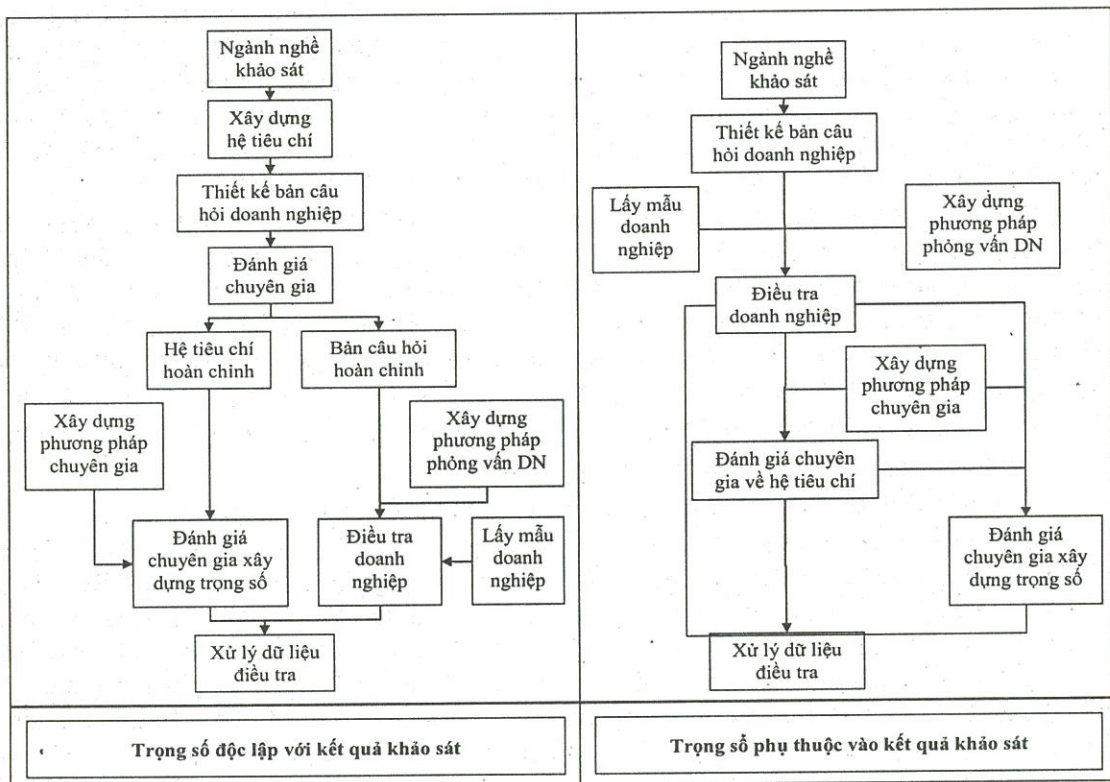 Ngành nghề
khảo sát
Xây dựng
hệ tiêu chí
Thiết kế bản câu
hỏi doanh nghiệp
Đánh giá
chuyên gia
Hệ tiêu chí
hoàn chỉnh
Bản câu hỏi
hoàn chỉnh
Xây dựng
phương pháp
chuyên gia
Xây dựng
phương pháp
phỏng vấn DN
Đánh giá
chuyên gia xây
dựng trọng số
Điều tra
doanh
nghiệp
Lấy mẫu
doanh
nghiệp
Xử lý dữ liệu
điều tra
Trọng số độc lập với kết quả khảo sát
Ngành nghề
khảo sát
Thiết kế bản câu
hỏi doanh nghiệp
Lấy mẫu
doanh
nghiệp
Xây dựng
phương pháp
phỏng vấn DN
Điều tra
doanh nghiệp
Xây dựng
phương pháp
chuyên gia
Đánh giá chuyên
gia về hệ tiêu chí
Đánh giá
chuyên gia xây
dựng trọng số
Xử lý dữ liệu
điều tra
Trọng số phụ thuộc vào kết quả khảo sát